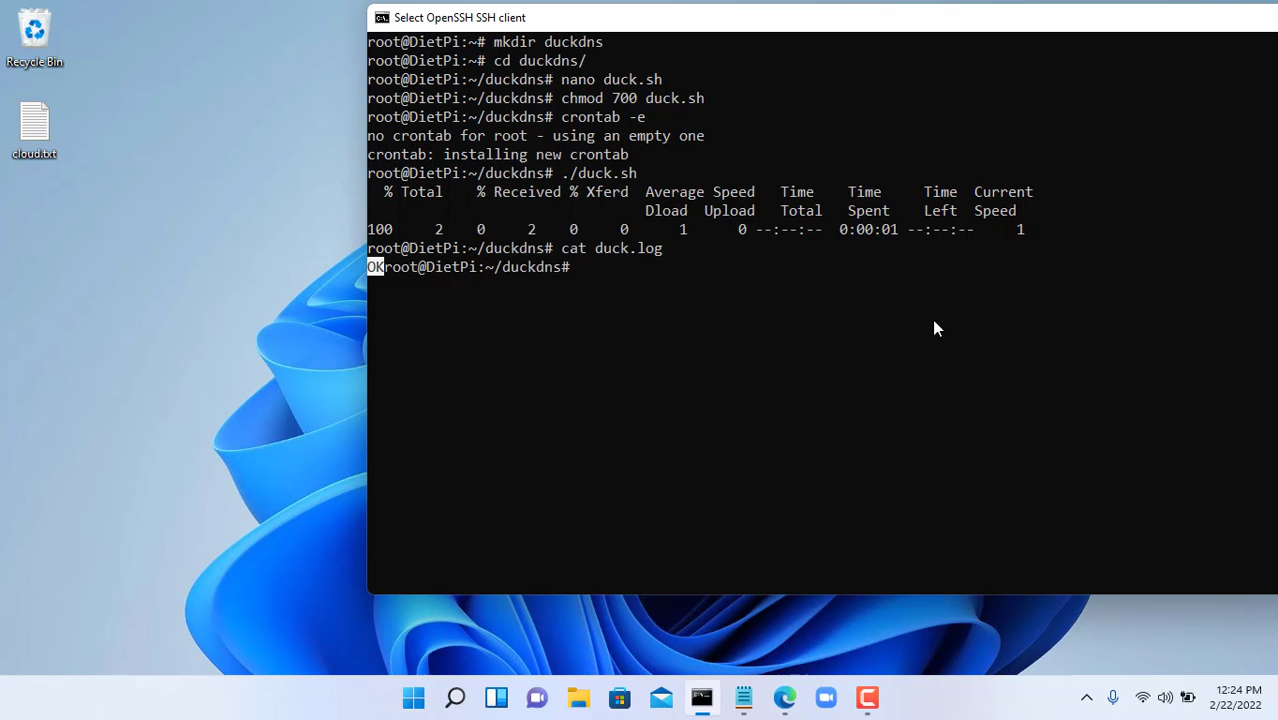 Recycle Bin
cloud.txt
Select OpenSSH SSH client
root@DietPi:~# mkdir duckdns
root@DietPi:~# cd duckdns/
root@DietPi:~/duckdns# nano duck.sh
root@DietPi:~/duckdns# chmod 700 duck.sh
root@DietPi:~/duckdns# crontab -e
no crontab for root - using an empty one
crontab: installing new crontab
root@DietPi:~/duckdns# ./duck.sh
% Total % Received % Xferd Average Speed Time Time Time Current
Dload Upload Total Spent Left Speed
100 2 0 2 0 0 1 0 --:--:-- 0:00:01 --:--:-- 1
root@DietPi:~/duckdns# cat duck.log
OKroot@DietPi:~/duckdns#
12:24 PM
2/22/2022